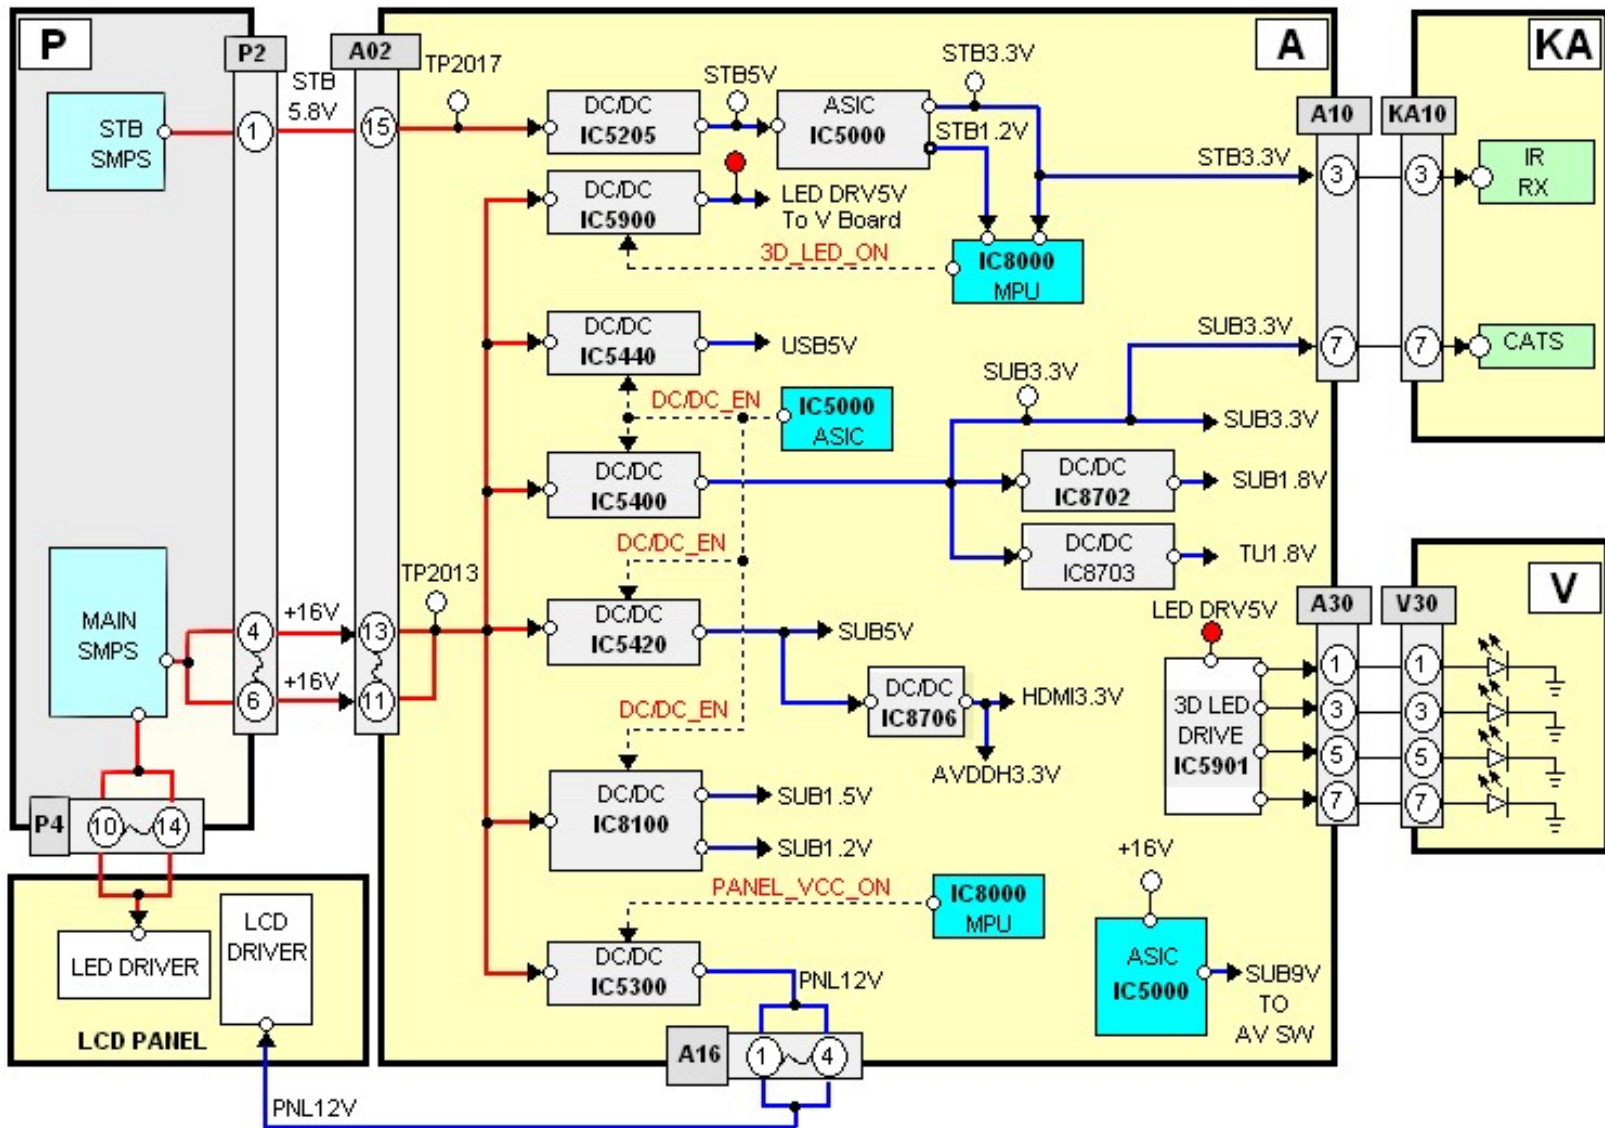 P
P2
A02
A
A10
KA10
KA
STB
5.8V
TP2017
STB
SMPS
1
15
DC/DC
IC5205
STB5V
ASIC
IC5000
STB3.3V
STB1.2V
STB3.3V
3
3
IR
RX
DC/DC
IC5900
LED DRV5V
To V Board
3D_LED_ON
IC8000
MPU
DC/DC
IC5440
USB5V
SUB3.3V
7
7
CATS
DC/DC_EN
IC5000
ASIC
SUB3.3V
SUB3.3V
DC/DC
IC5400
DC/DC
IC8702
SUB1.8V
DC/DC_EN
DC/DC
IC8703
TU1.8V
MAIN
SMPS
+16V
4
13
TP2013
DC/DC
IC5420
SUB5V
+16V
6
11
DC/DC
IC8706
HDMI3.3V
AVDDH3.3V
DC/DC_EN
LED DRV5V
A30
V30
V
3D LED
DRIVE
IC5901
1
1
3
3
5
5
7
7
DC/DC
IC8100
SUB1.5V
SUB1.2V
P4
10
14
PANEL_VCC_ON
IC8000
MPU
+16V
ASIC
IC5000
SUB9V
TO
AV SW
LED DRIVER
LCD
DRIVER
LCD PANEL
DC/DC
IC5300
PNL12V
A16
1
4
PNL12V